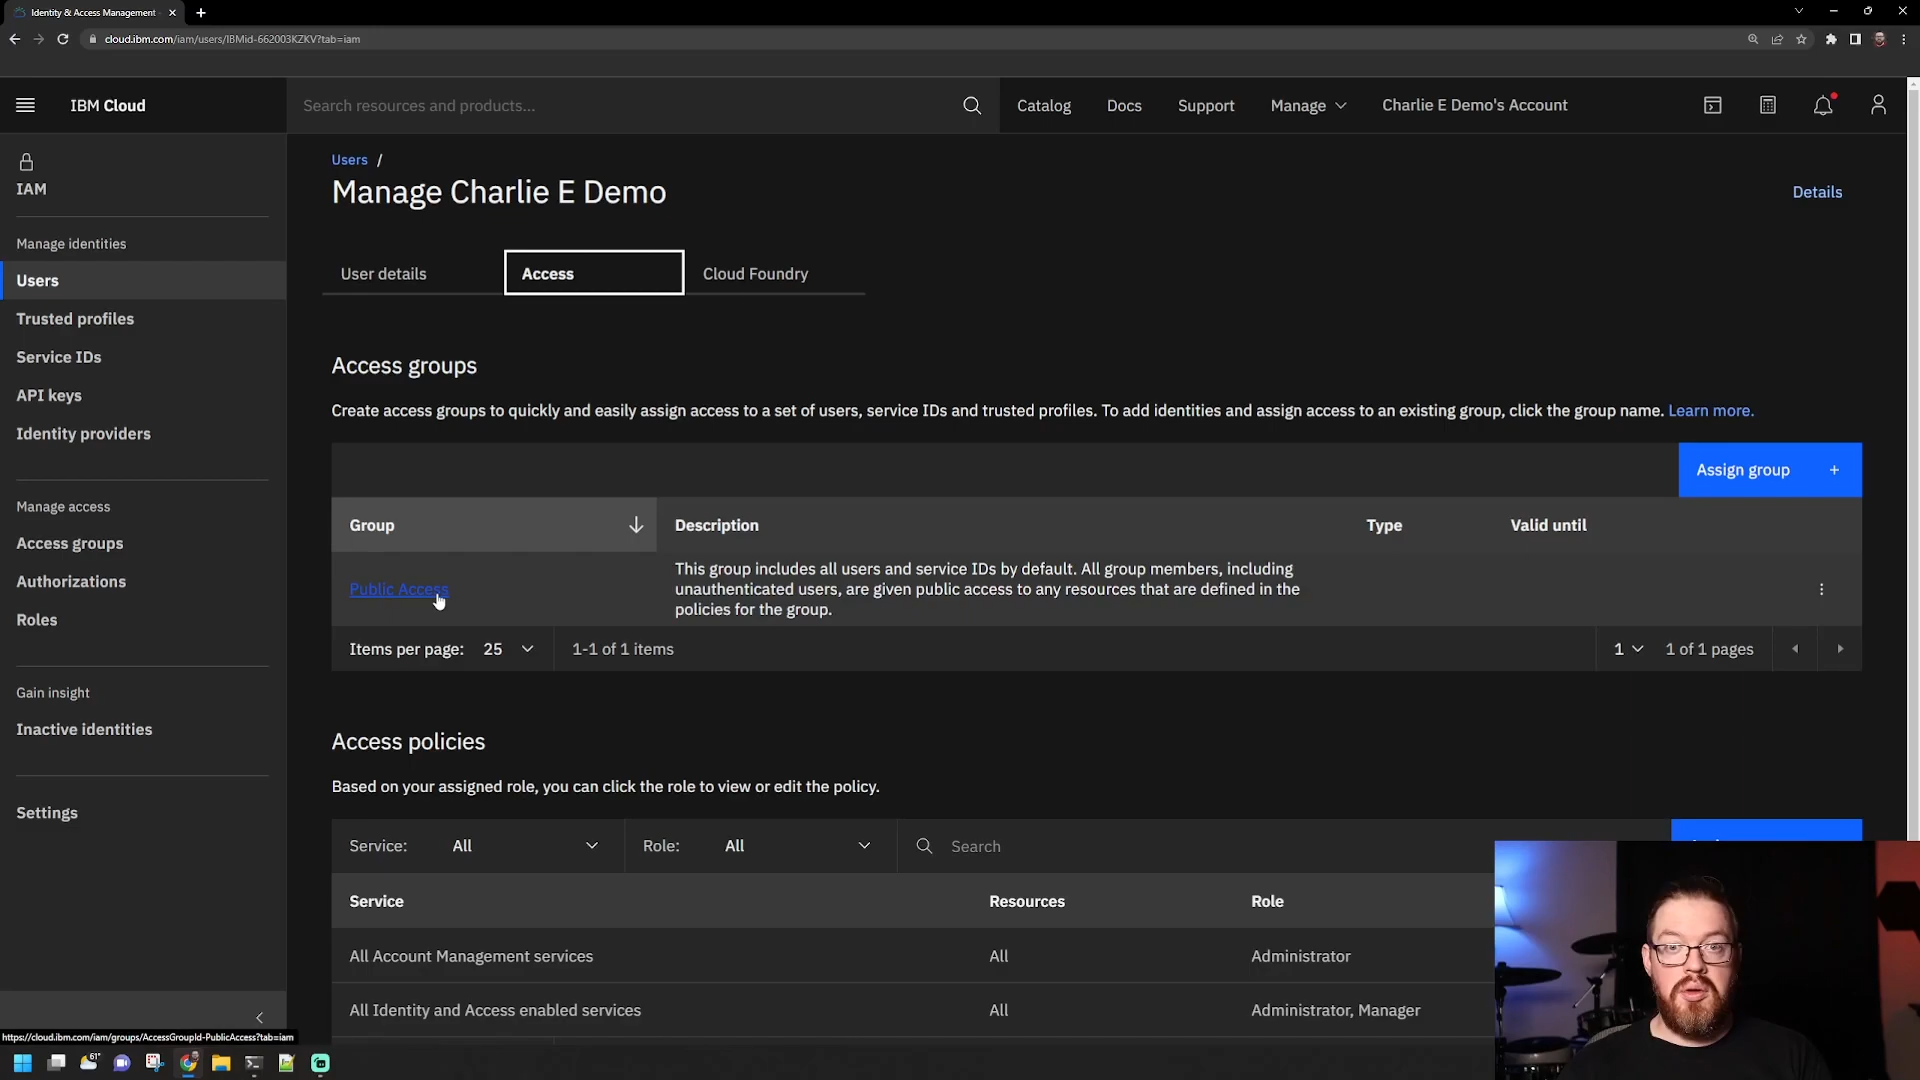 Identity & Access Management
cloud.ibm.com/iam/users/IBMid-662003KZKV?tab=iam
IBM Cloud
Search resources and products...
Catalog
Docs
Support
Manage
Charlie E Demo's Account
IAM
Manage identities
Users
Trusted profiles
Service IDs
API keys
Identity providers
Manage access
Access groups
Authorizations
Roles
Gain insight
Inactive identities
Settings
Users /
Manage Charlie E Demo
Details
User details
Access
Cloud Foundry
Access groups
Create access groups to quickly and easily assign access to a set of users, service IDs and trusted profiles. To add identities and assign access to an existing group, click the group name. Learn more.
Assign group +
Group
Description
Type
Valid until
Public Access
This group includes all users and service IDs by default. All group members, including
unauthenticated users, are given public access to any resources that are defined in the
policies for the group.
Items per page: 25
1-1 of 1 items
1
1 of 1 pages
Access policies
Based on your assigned role, you can click the role to view or edit the policy.
Service: All
Role: All
Search
Service
Resources
Role
All Account Management services
All
Administrator
All Identity and Access enabled services
All
Administrator, Manager
https://cloud.ibm.com/iam/groups/AccessGroupId-PublicAccess?tab=iam
61°